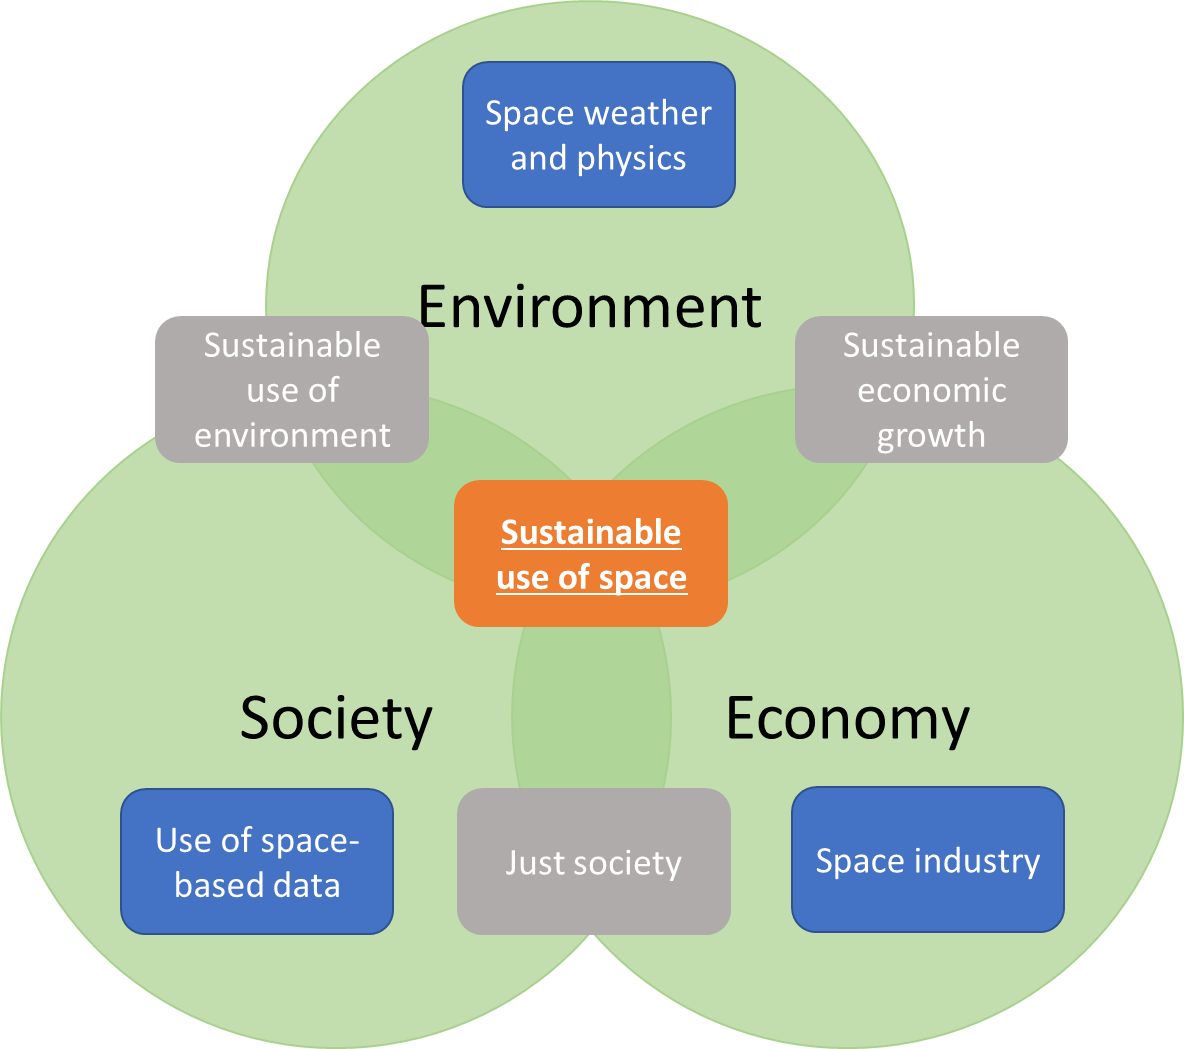 Space weather
and physics
Environment
Sustainable
use of
environment
Sustainable
economic
growth
Sustainable
use of space
Society
Economy
Use of space-
based data
Just society
Space industry